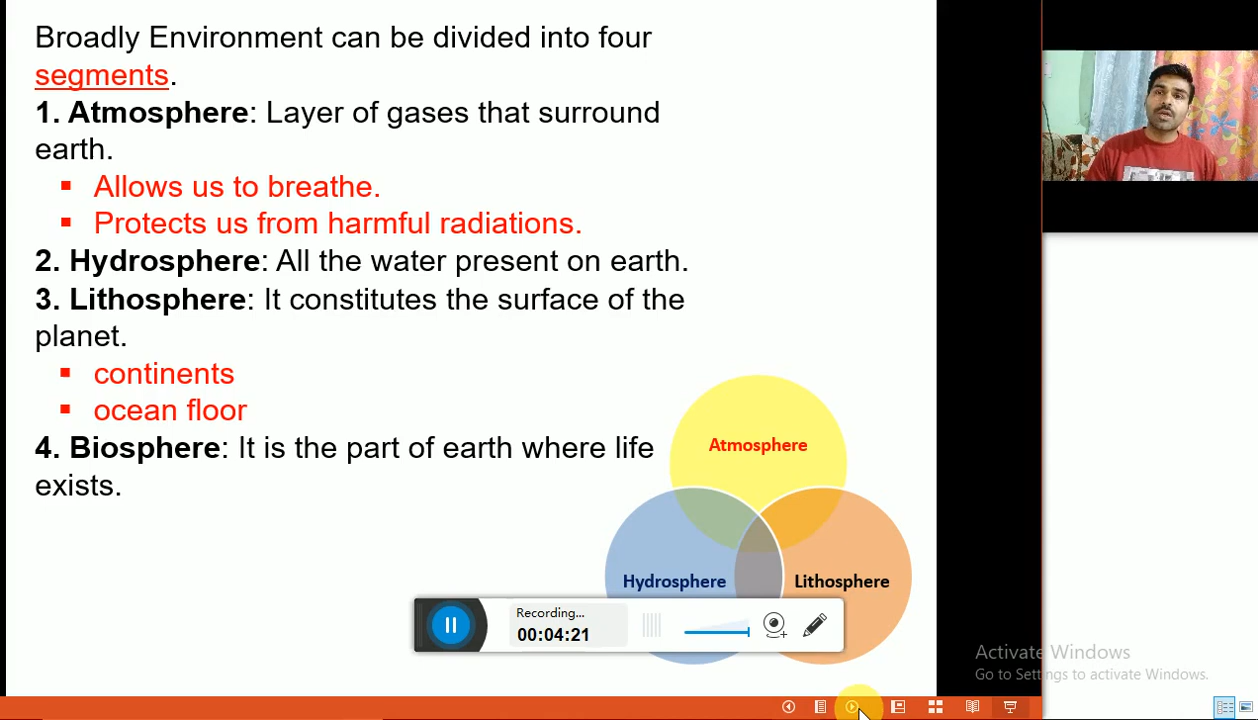 Broadly Environment can be divided into four
segments.
1. Atmosphere: Layer of gases that surround
earth.
▪ Allows us to breathe.
▪ Protects us from harmful radiations.
2. Hydrosphere: All the water present on earth.
3. Lithosphere: It constitutes the surface of the
planet.
▪ continents
▪ ocean floor
4. Biosphere: It is the part of earth where life
exists.
Atmosphere
Hydrosphere
Lithosphere
Recording...
00:04:21
Activate Windows
Go to Settings to activate Windows.